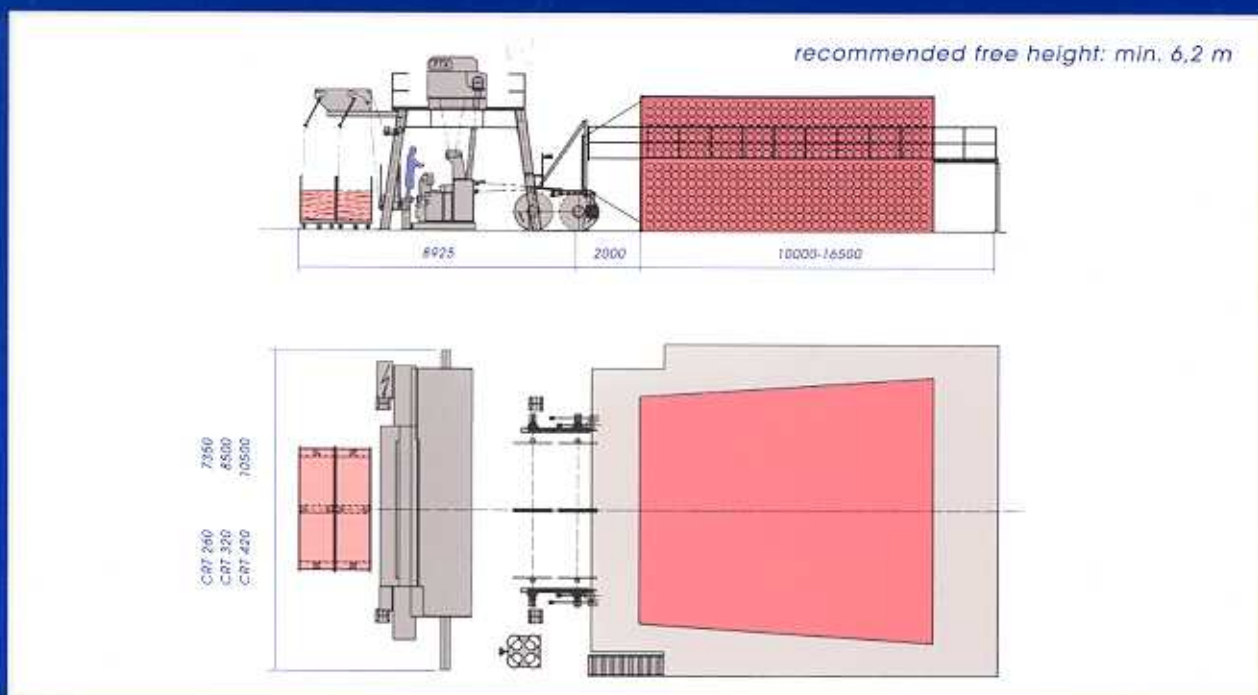 recommended free height: min. 6,2 m
8925
2000
10000-16500
CRT 260 7350
CRT 320 8500
CRT 420 10500